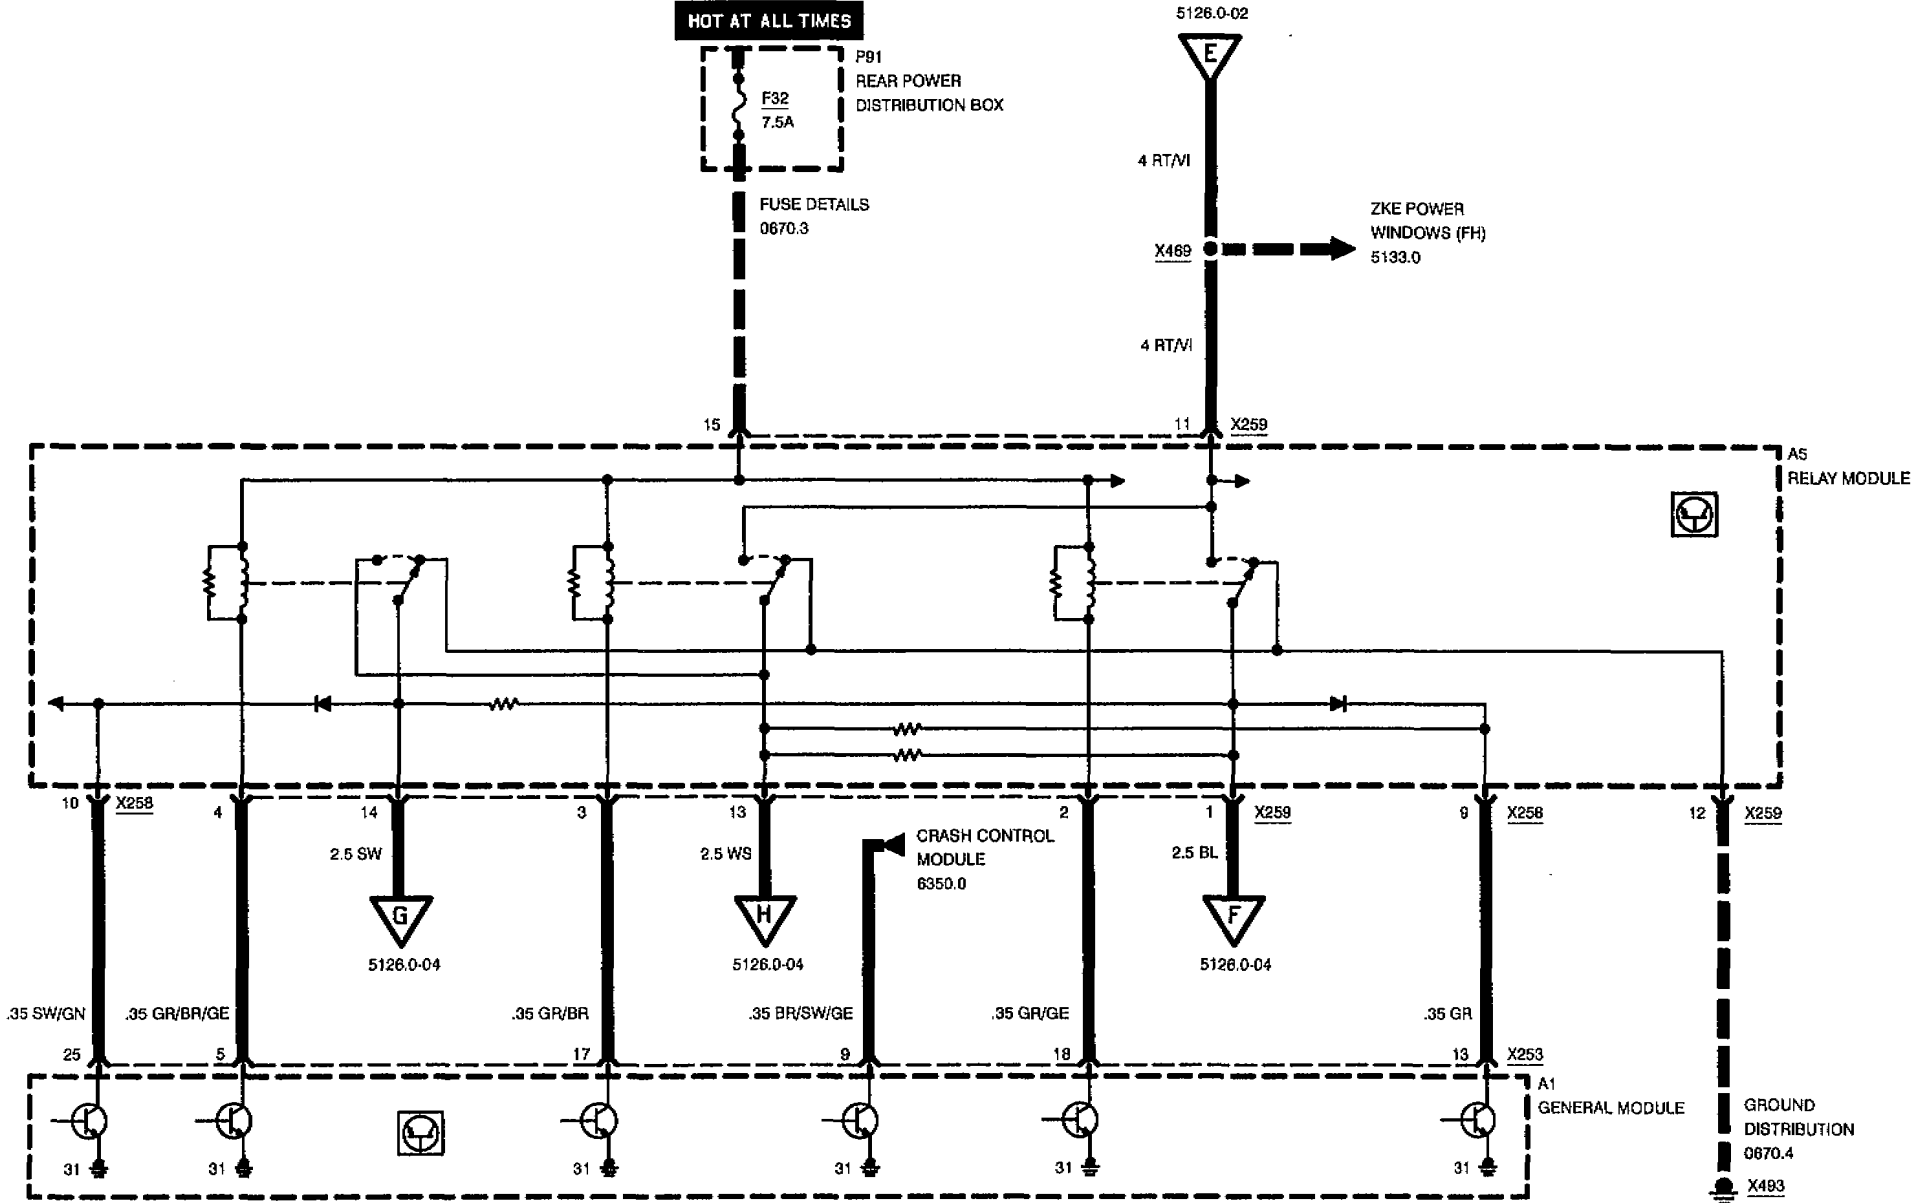 HOT AT ALL TIMES
5126.0-02
E
P91
REAR POWER
DISTRIBUTION BOX
F32
7.5A
4 RT/VI
FUSE DETAILS
0670.3
ZKE POWER
WINDOWS (FH)
5133.0
X469
4 RT/VI
15
11
X259
A5
RELAY MODULE
10
X258
4
14
3
13
2
1
X259
9
X258
12
X259
2.5 SW
2.5 WS
CRASH CONTROL
MODULE
6350.0
2.5 BL
G
H
F
5126.0-04
5126.0-04
5126.0-04
.35 SW/GN
.35 GR/BR/GE
.35 GR/BR
.35 BR/SW/GE
.35 GR/GE
.35 GR
25
5
17
9
18
13
X253
A1
GENERAL MODULE
GROUND
DISTRIBUTION
0670.4
31
31
31
31
31
31
X493